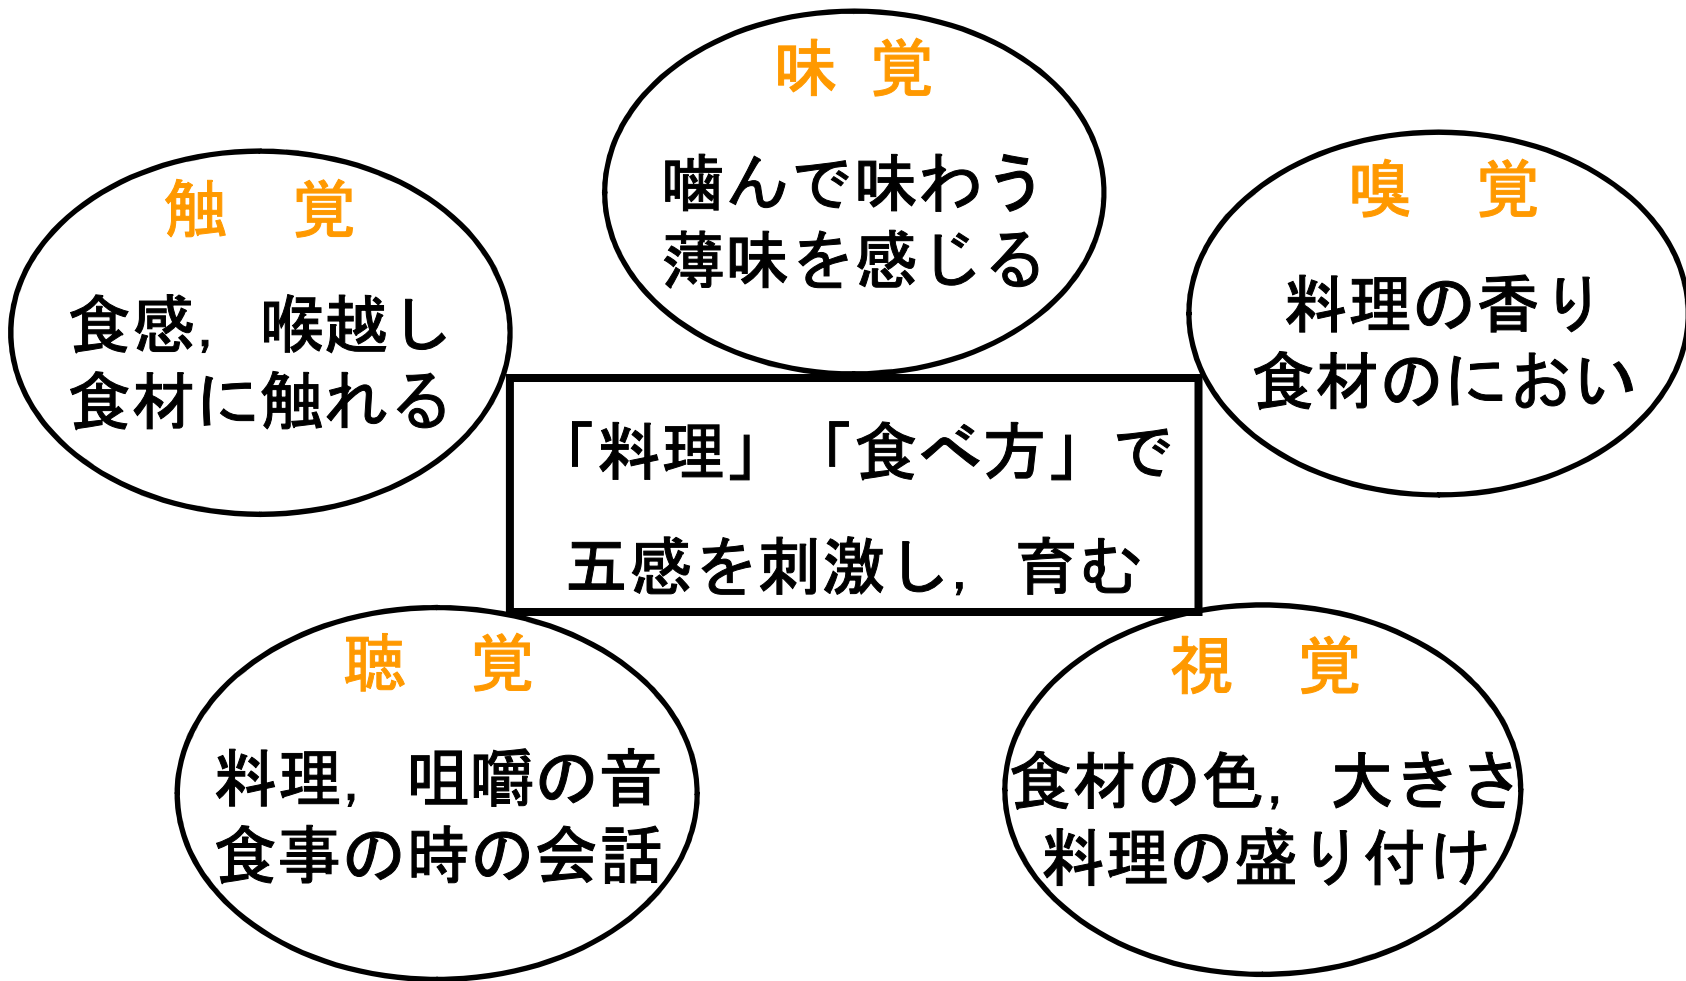 味 覚
噛んで味わう
薄味を感じる
触　覚
食感，喉越し
食材に触れる
嗅　覚
料理の香り
食材のにおい
「料理」「食べ方」で
五感を刺激し，育む
聴　覚
料理，咀嚼の音
食事の時の会話
視　覚
食材の色，大きさ
料理の盛り付け